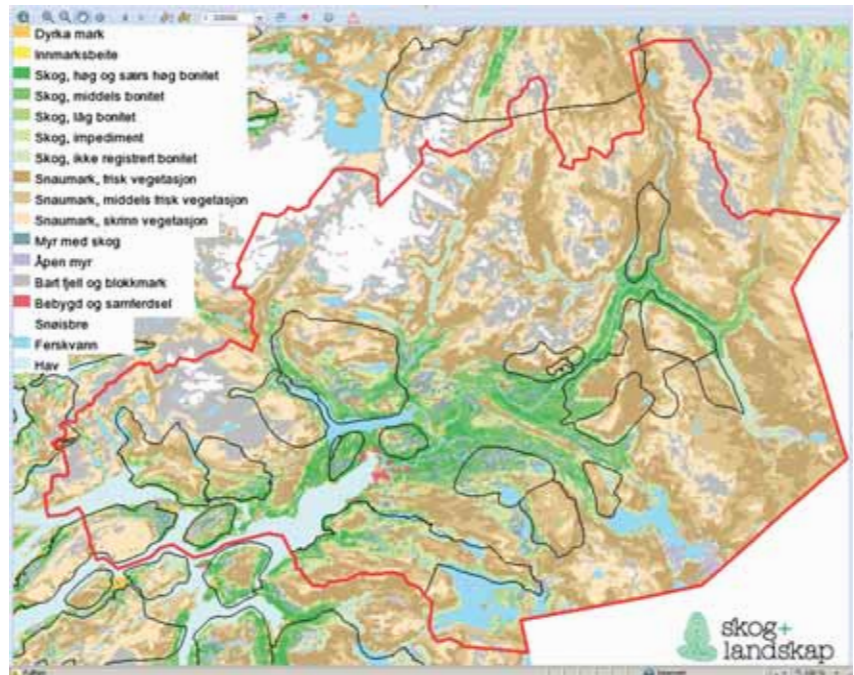 Dyrka mark
Innmarksbeite
Skog, høg og særs høg bonitet
Skog, middels bonitet
Skog, låg bonitet
Skog, impediment
Skog, ikke registrert bonitet
Snaumark, frisk vegetasjon
Snaumark, middels frisk vegetasjon
Snaumark, skrinn vegetasjon
Myr med skog
Åpen myr
Bart fjell og blokkmark
Bebygd og samferdsel
Snøisbre
Ferskvann
Hav
skog+
landskap